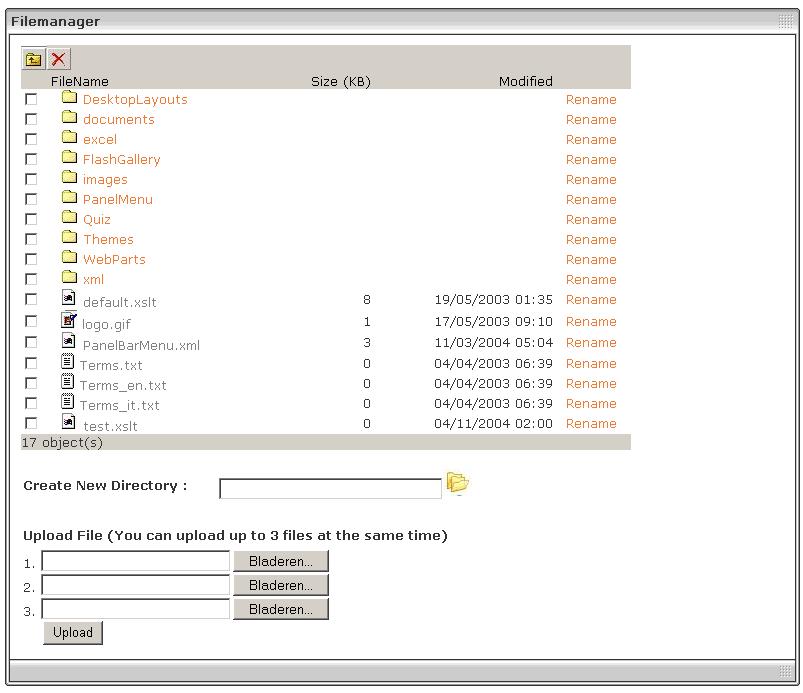 Filemanager
FileName Size (KB) Modified
DesktopLayouts Rename
documents Rename
excel Rename
FlashGallery Rename
images Rename
PanelMenu Rename
Quiz Rename
Themes Rename
WebParts Rename
xml Rename
default.xslt 8 19/05/2003 01:35 Rename
logo.gif 1 17/05/2003 09:10 Rename
PanelBarMenu.xml 3 11/03/2004 05:04 Rename
Terms.txt 0 04/04/2003 06:39 Rename
Terms_en.txt 0 04/04/2003 06:39 Rename
Terms_it.txt 0 04/04/2003 06:39 Rename
test.xslt 0 04/11/2004 02:00 Rename
17 object(s)
Create New Directory :
Upload File (You can upload up to 3 files at the same time)
1. Bladeren...
2. Bladeren...
3. Bladeren...
Upload